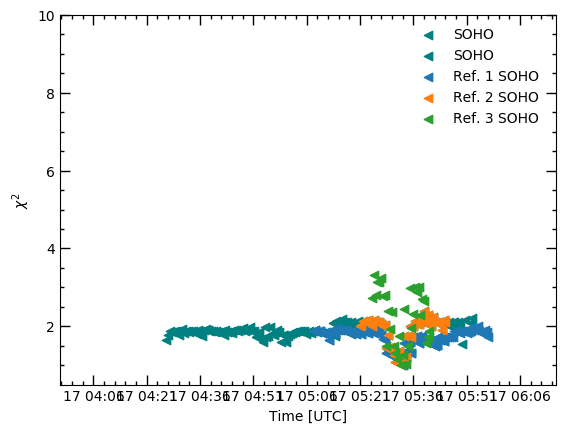 10
8
6
4
2
χ²
SOHO
SOHO
Ref. 1 SOHO
Ref. 2 SOHO
Ref. 3 SOHO
17 04:06 17 04:21 17 04:36 17 04:51 17 05:06 17 05:21 17 05:36 17 05:51 17 06:06
Time [UTC]